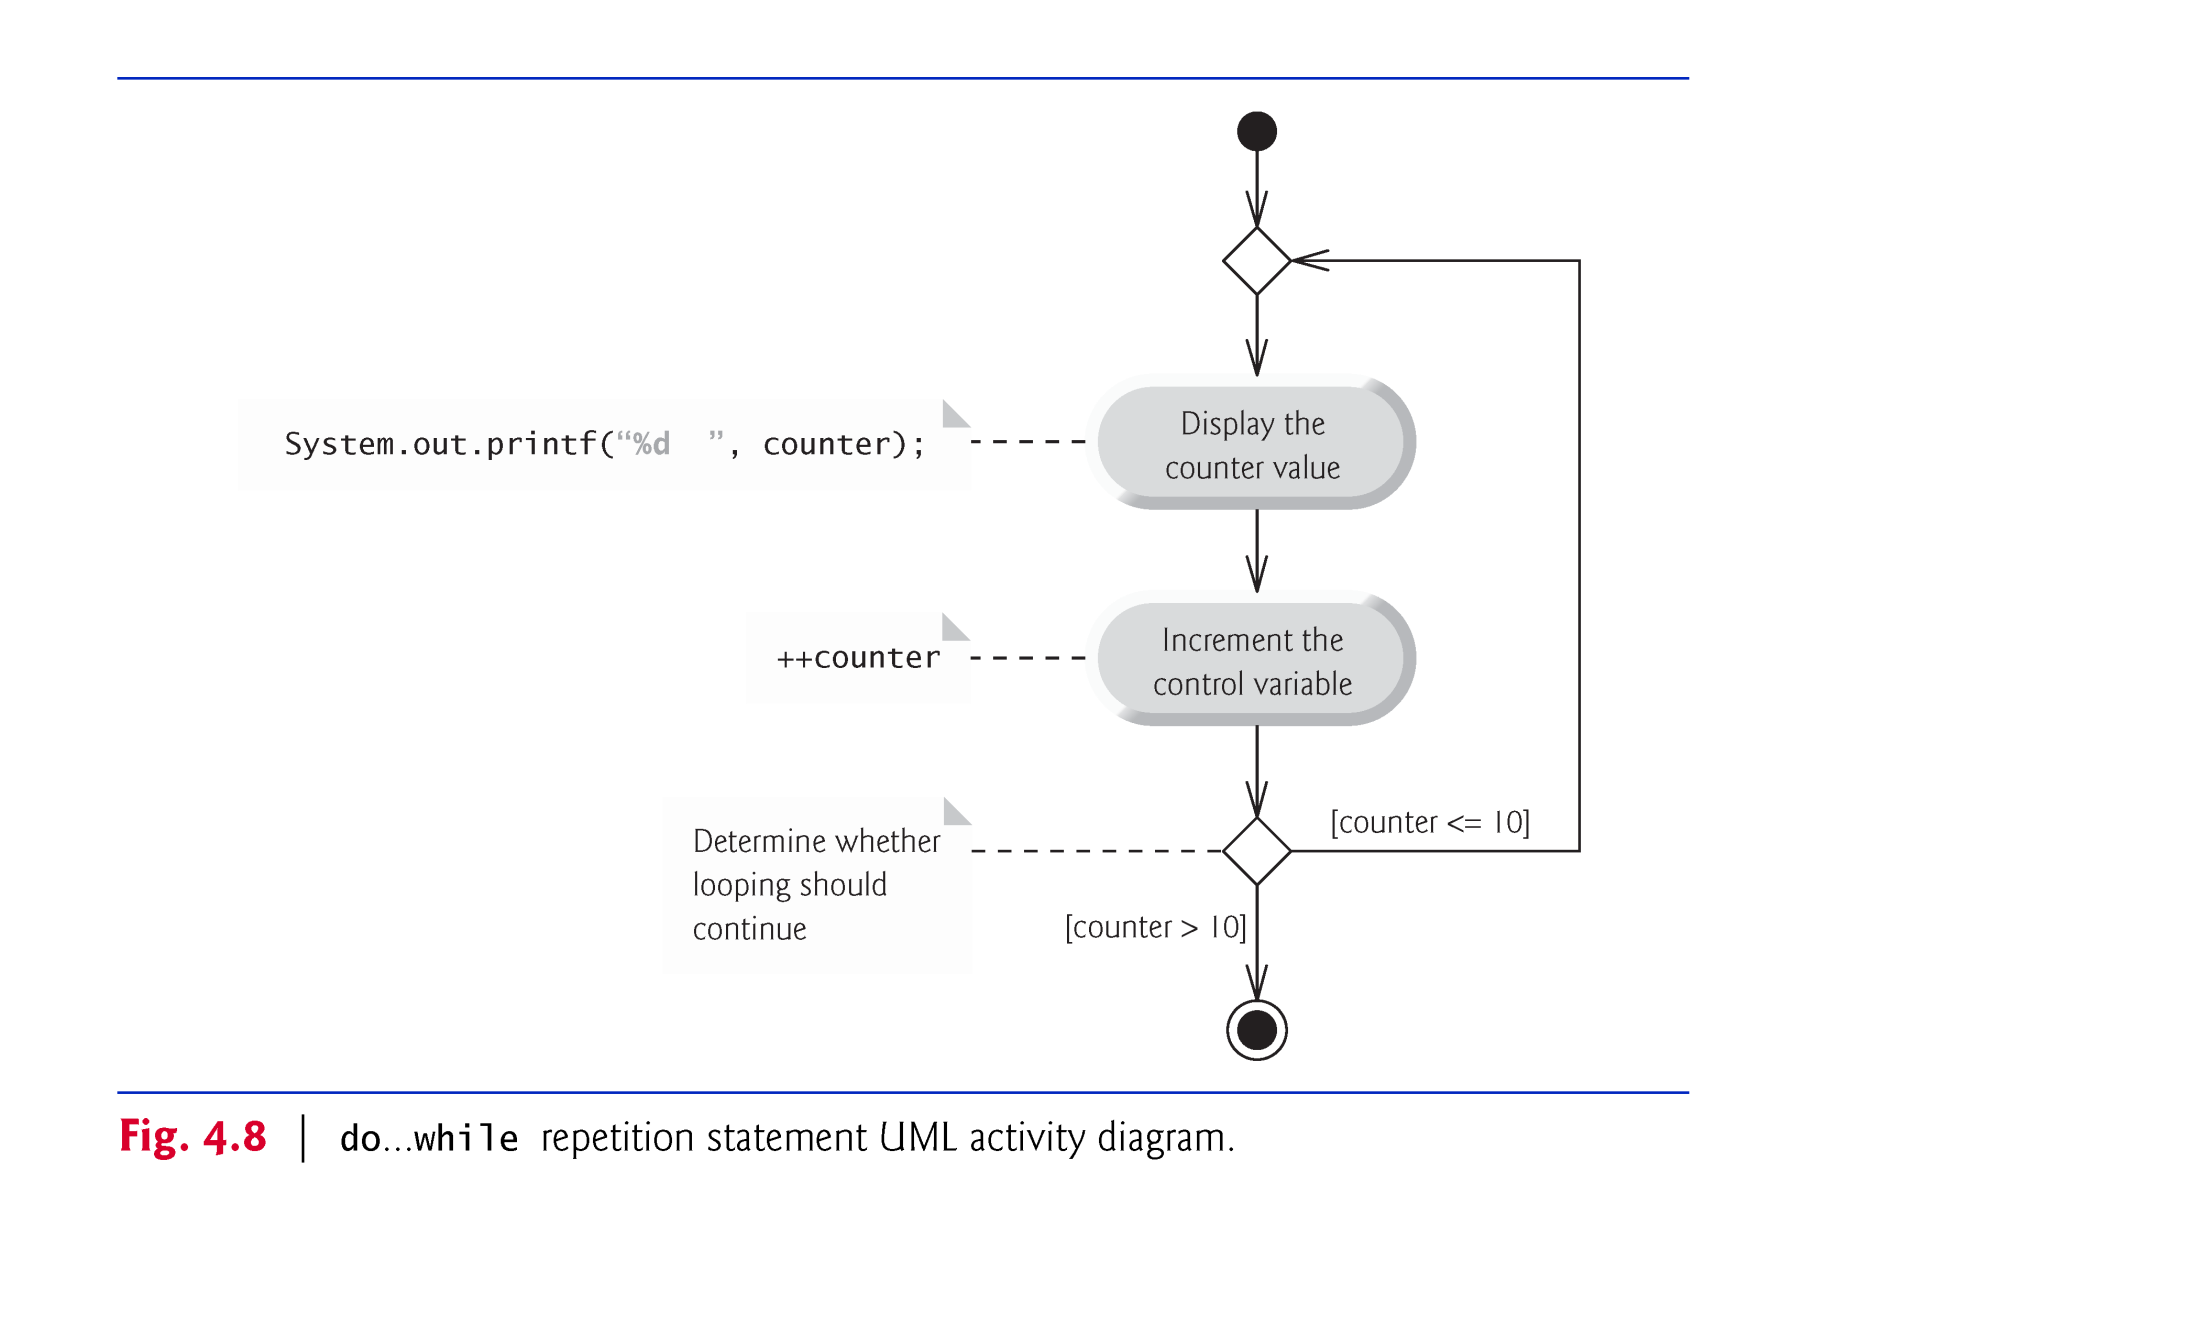 System.out.printf(“%d  ”, counter);
Display the
counter value
++counter
Increment the
control variable
Determine whether
looping should
continue
[counter <= 10]
[counter > 10]
Fig. 4.8 | do...while repetition statement UML activity diagram.